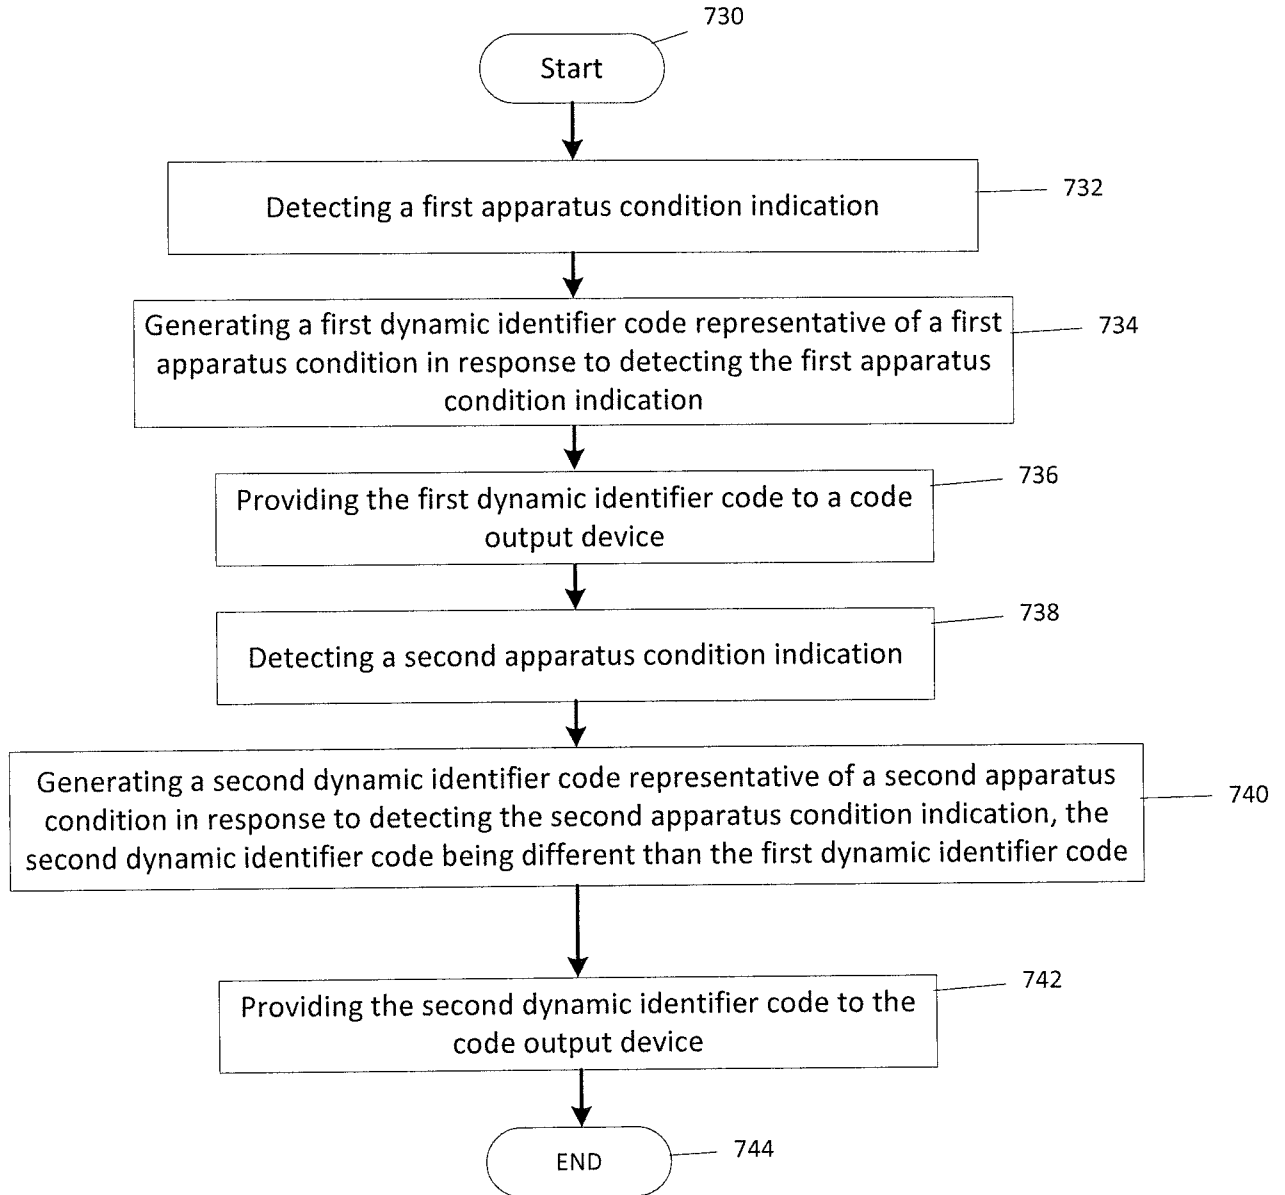 730
Start
732
Detecting a first apparatus condition indication
Generating a first dynamic identifier code representative of a first
734
apparatus condition in response to detecting the first apparatus
condition indication
736
Providing the first dynamic identifier code to a code
output device
738
Detecting a second apparatus condition indication
Generating a second dynamic identifier code representative of a second apparatus
740
condition in response to detecting the second apparatus condition indication, the
second dynamic identifier code being different than the first dynamic identifier code
742
Providing the second dynamic identifier code to the
code output device
744
END